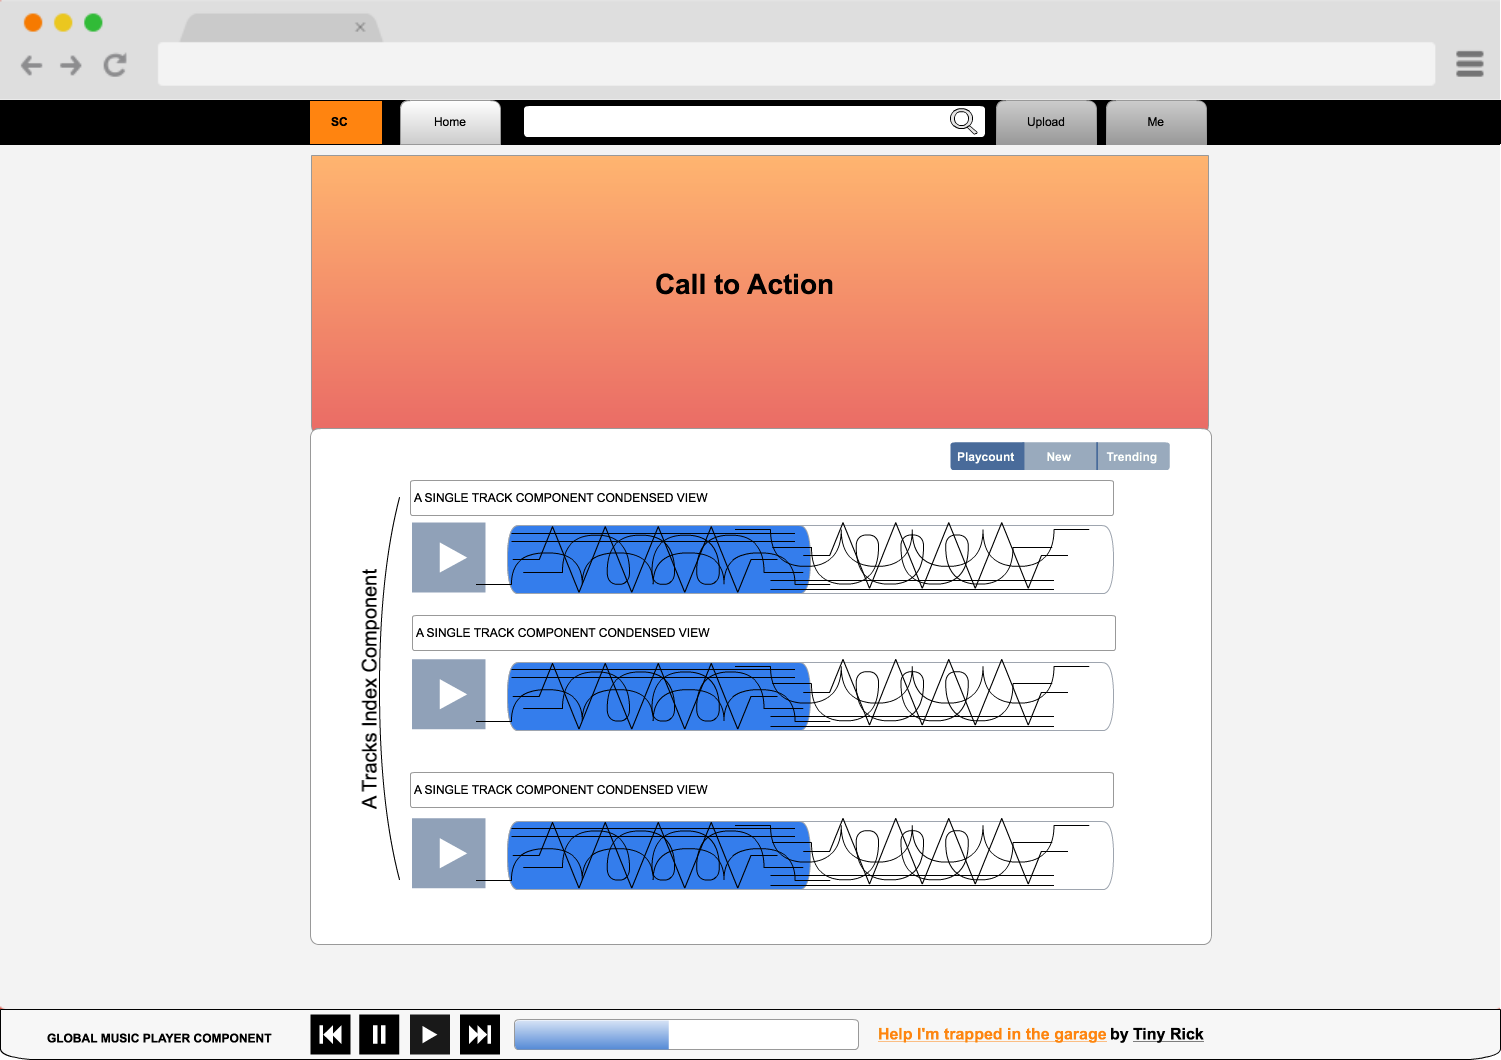 SC
Home
Upload
Me
Call to Action
Playcount
New
Trending
A Tracks Index Component
A SINGLE TRACK COMPONENT CONDENSED VIEW
A SINGLE TRACK COMPONENT CONDENSED VIEW
A SINGLE TRACK COMPONENT CONDENSED VIEW
GLOBAL MUSIC PLAYER COMPONENT
Help I'm trapped in the garage by Tiny Rick